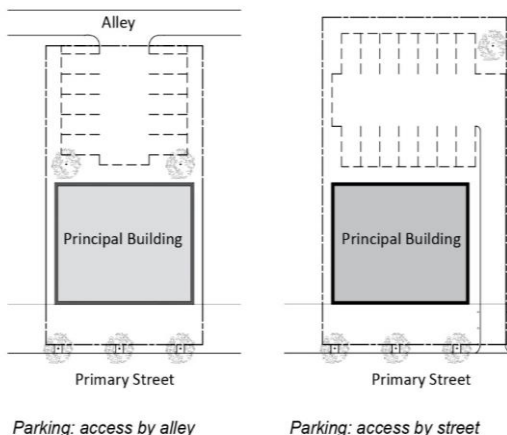 Alley
Principal Building
Primary Street
Parking: access by alley
Principal Building
Primary Street
Parking: access by street